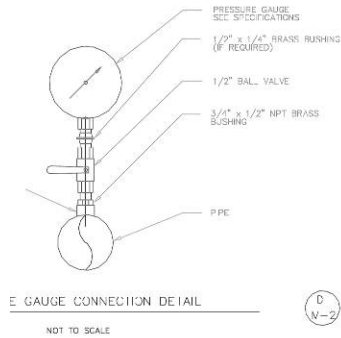 PRESSURE GAUGE
SEE SPECIFICATIONS
1/2" x 1/4" BRASS BUSHING
(IF REQUIRED)
1/2" BALL VALVE
3/4" x 1/2" NPT BRASS
BUSHING
PIPE
E GAUGE CONNECTION DETAIL
NOT TO SCALE
D
M-2